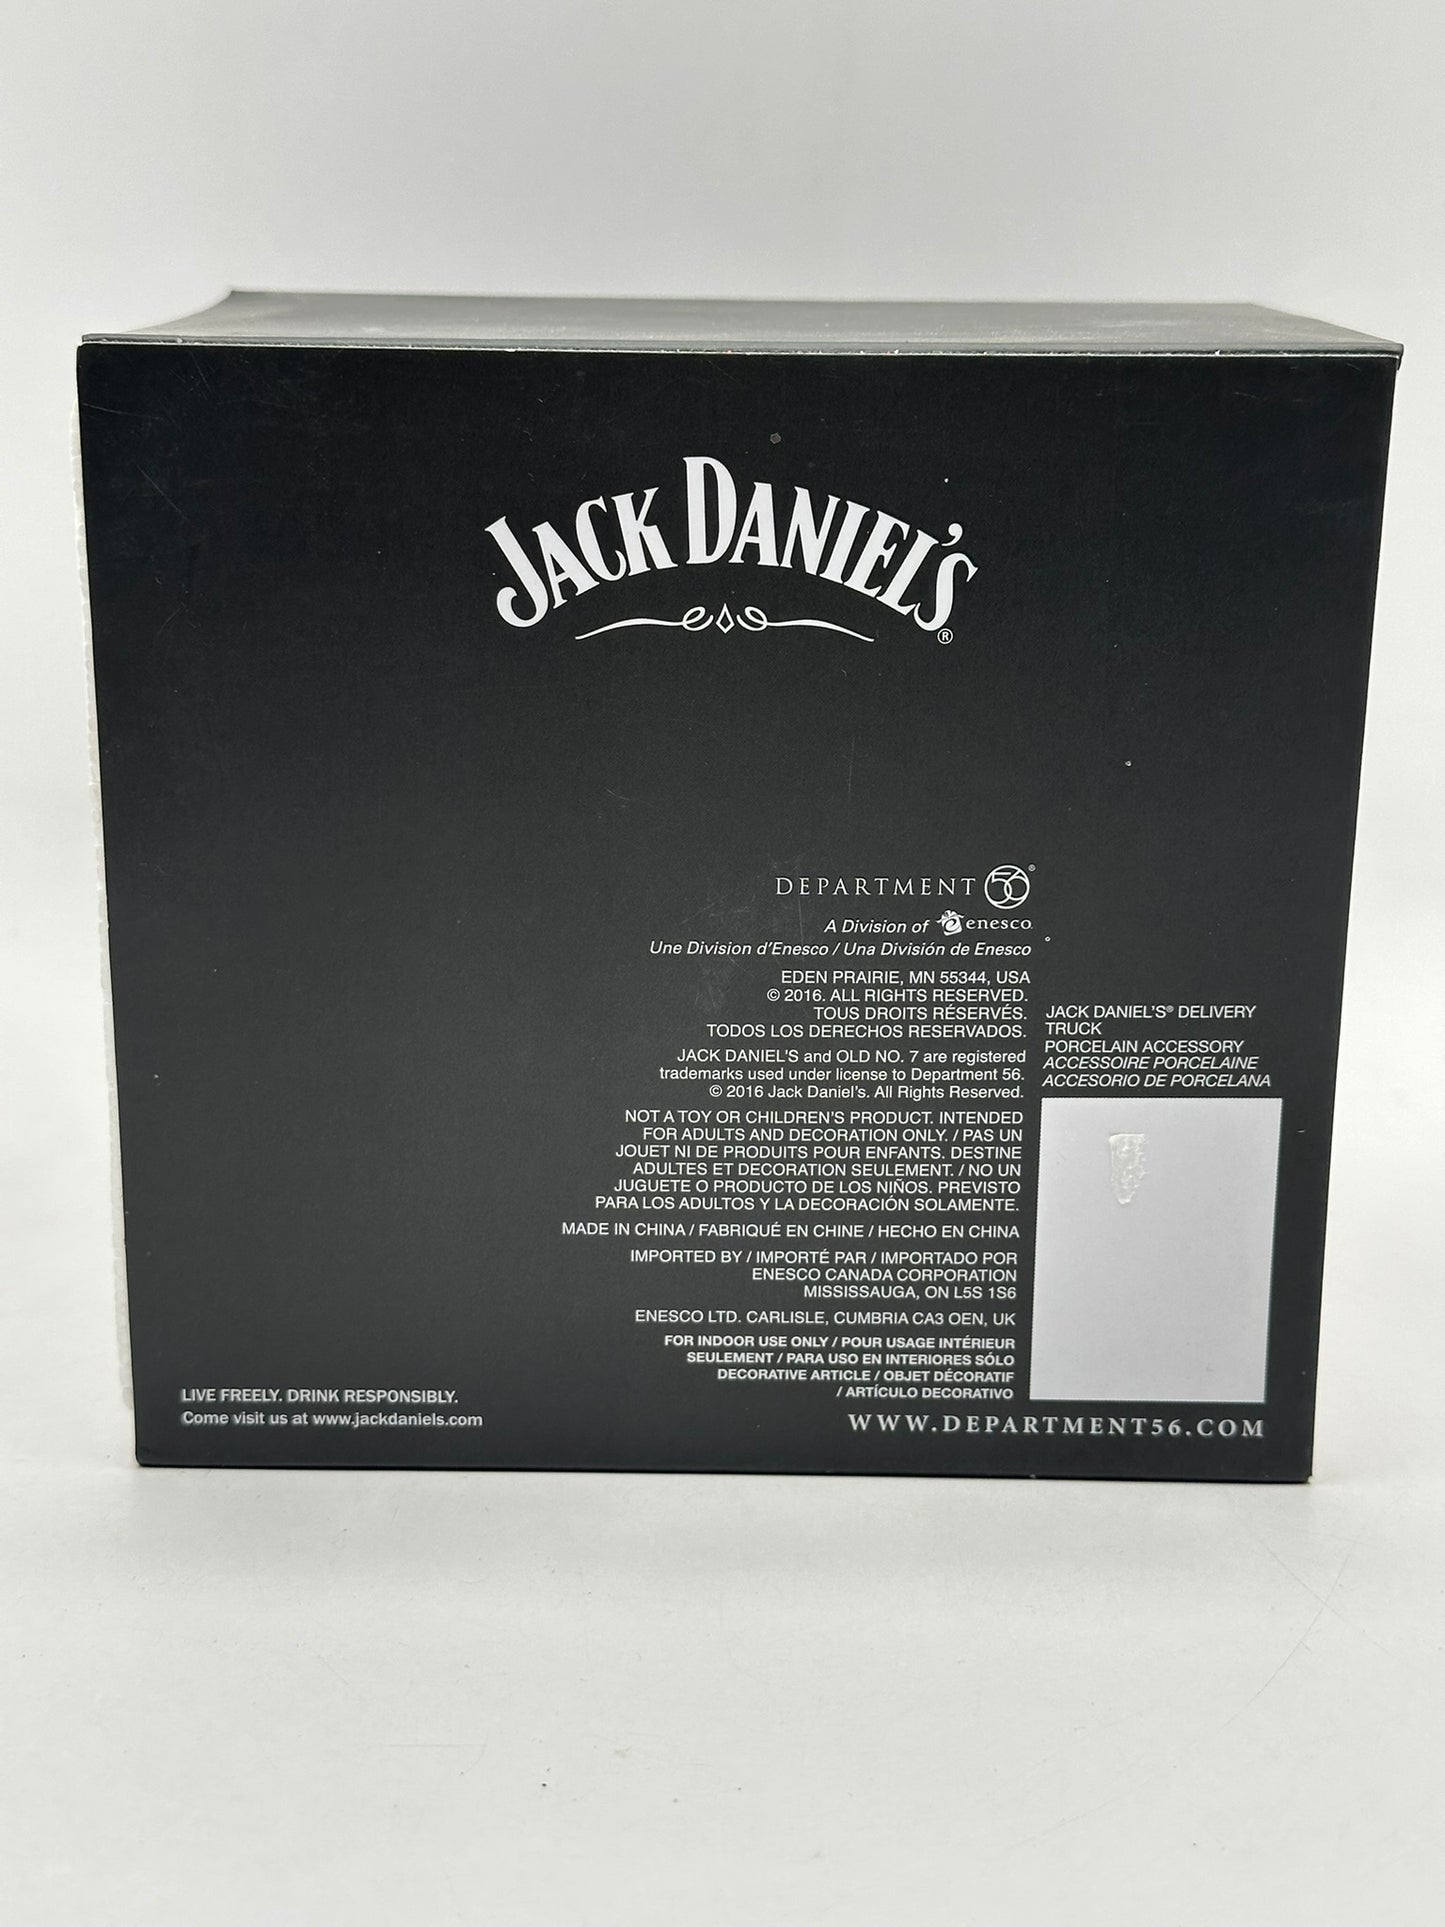 JACK DANIEL'S®
DEPARTMENT 56®
A Division of enesco.
Une Division d'Enesco / Una División de Enesco
EDEN PRAIRIE, MN 55344, USA
© 2016. ALL RIGHTS RESERVED.
TOUS DROITS RÉSERVÉS.
TODOS LOS DERECHOS RESERVADOS.
JACK DANIEL'S and OLD NO. 7 are registered
trademarks used under license to Department 56.
© 2016 Jack Daniel's. All Rights Reserved.
NOT A TOY OR CHILDREN'S PRODUCT. INTENDED
FOR ADULTS AND DECORATION ONLY. / PAS UN
JOUET NI DE PRODUITS POUR ENFANTS. DESTINE
ADULTES ET DECORATION SEULEMENT. / NO UN
JUGUETE O PRODUCTO DE LOS NIÑOS. PREVISTO
PARA LOS ADULTOS Y LA DECORACIÓN SOLAMENTE.
MADE IN CHINA / FABRIQUÉ EN CHINE / HECHO EN CHINA
IMPORTED BY / IMPORTÉ PAR / IMPORTADO POR
ENESCO CANADA CORPORATION
MISSISSAUGA, ON L5S 1S6
ENESCO LTD. CARLISLE, CUMBRIA CA3 OEN, UK
FOR INDOOR USE ONLY / POUR USAGE INTÉRIEUR
SEULEMENT / PARA USO EN INTERIORES SÓLO
DECORATIVE ARTICLE / OBJET DÉCORATIF
/ ARTÍCULO DECORATIVO
JACK DANIEL'S® DELIVERY
TRUCK
PORCELAIN ACCESSORY
ACCESSOIRE PORCELAINE
ACCESORIO DE PORCELANA
LIVE FREELY. DRINK RESPONSIBLY.
Come visit us at www.jackdaniels.com
WWW.DEPARTMENT56.COM